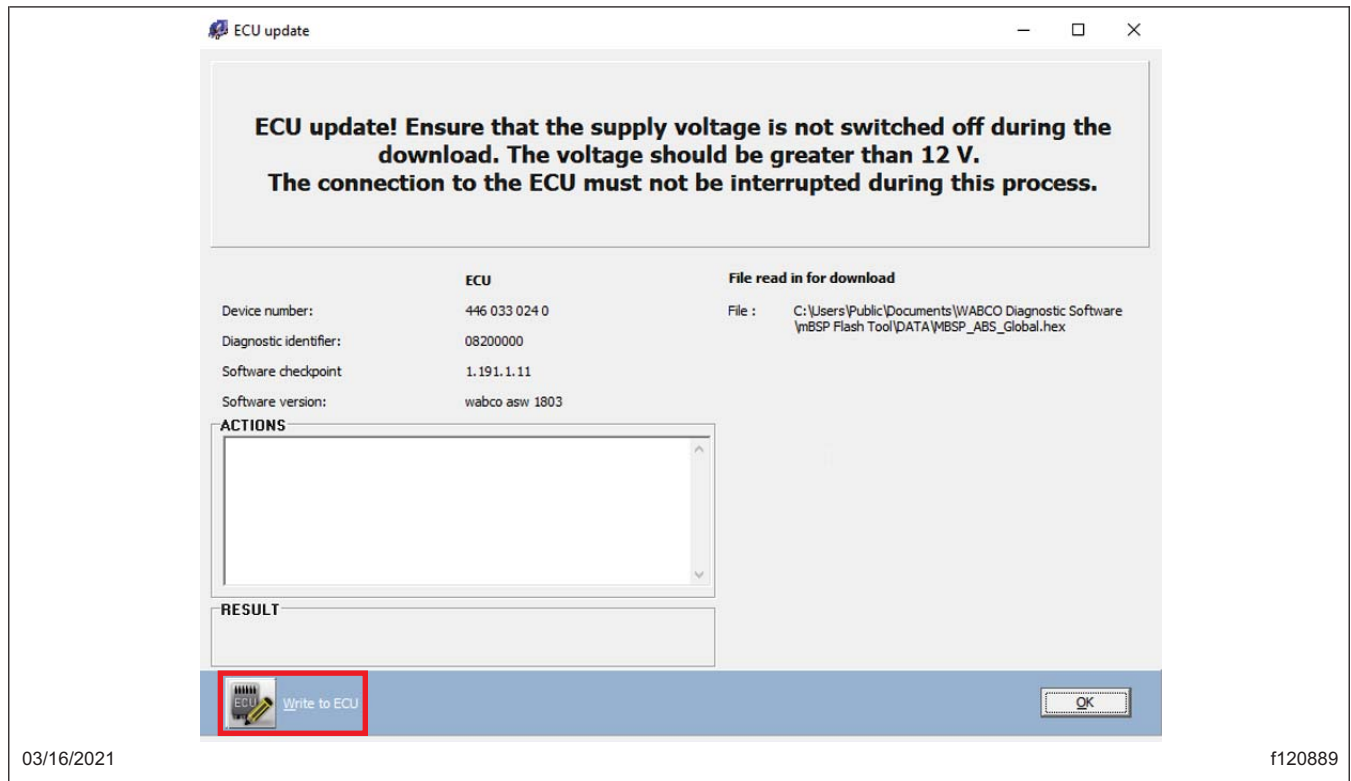 ECU update
ECU update! Ensure that the supply voltage is not switched off during the
download. The voltage should be greater than 12 V.
The connection to the ECU must not be interrupted during this process.
ECU
File read in for download
Device number: 446 033 024 0
File : C:\Users\Public\Documents\WABCO Diagnostic Software
\mBSP Flash Tool\DATA\MBSP_ABS_Global.hex
Diagnostic identifier: 08200000
Software checkpoint 1.191.1.11
Software version: wabco asw 1803
ACTIONS
RESULT
ECU
Write to ECU
OK
03/16/2021
f120889